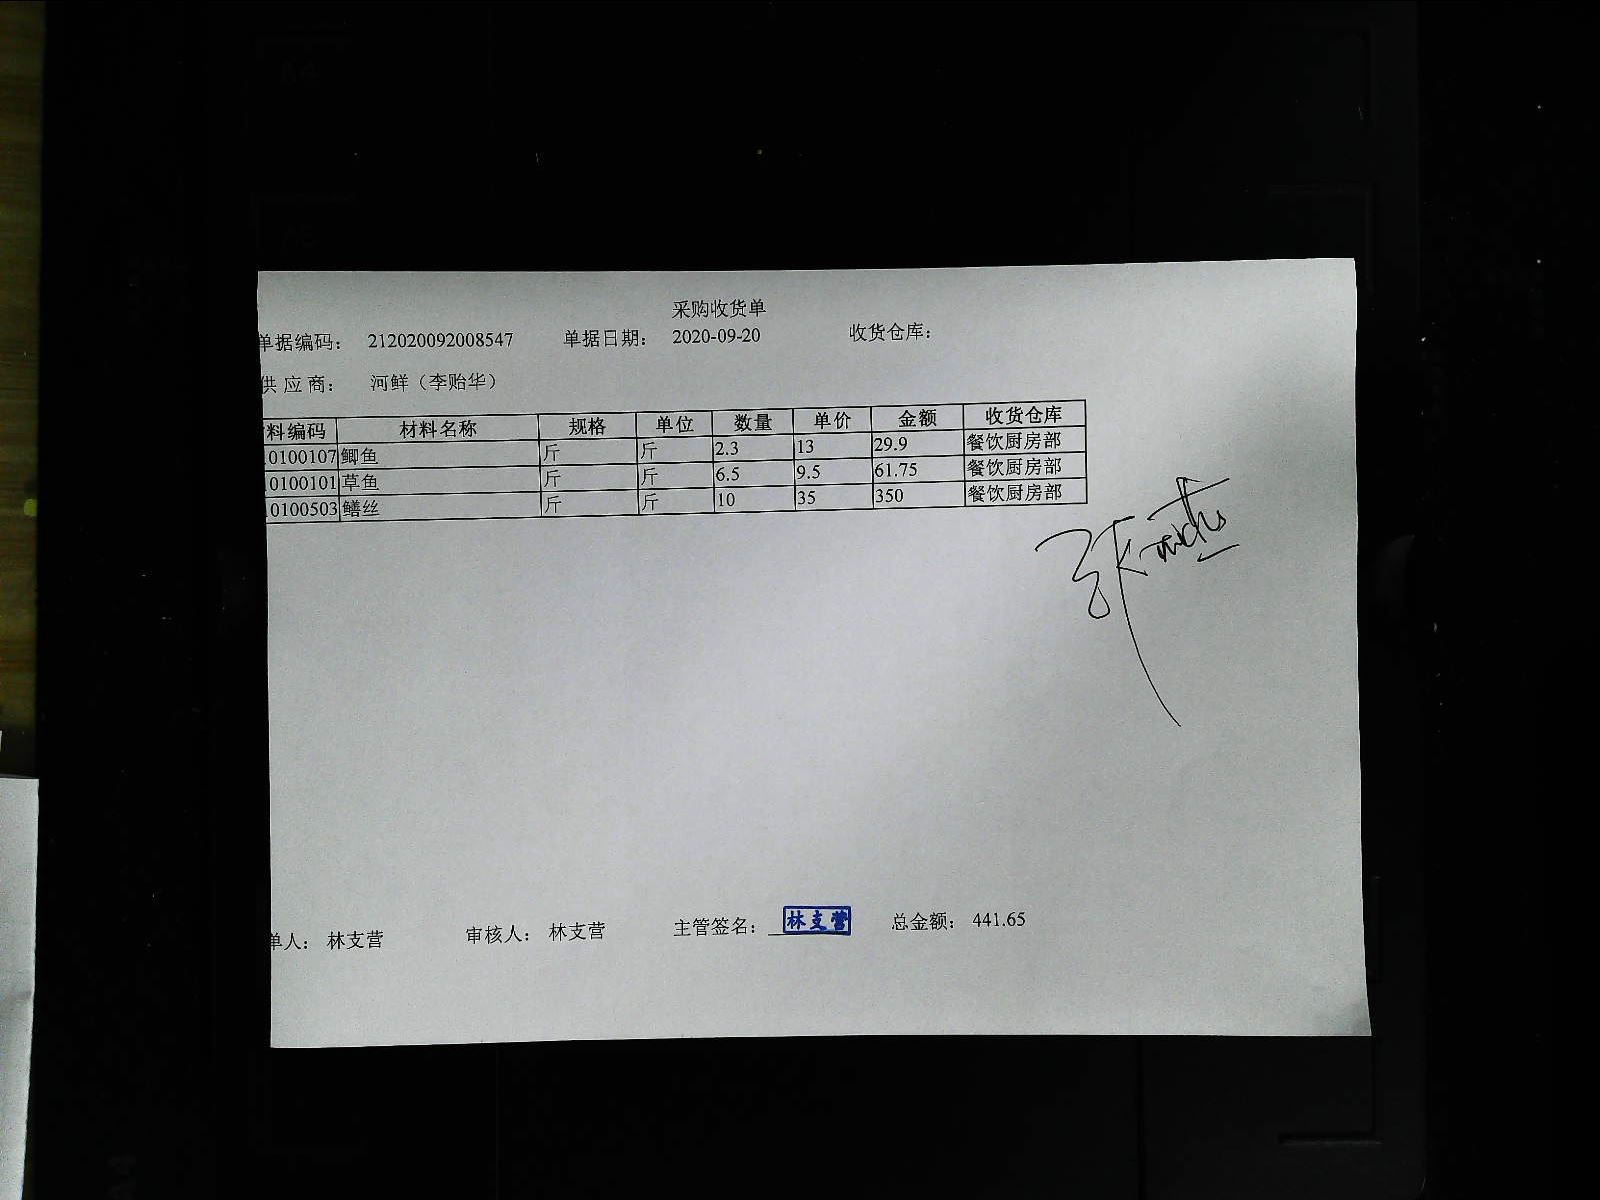 采购收货单
单据编码： 212020092008547 单据日期： 2020-09-20 收货仓库：
供应商： 河鲜（李贻华）
料编码 材料名称 规格 单位 数量 单价 金额 收货仓库
10100107 鲫鱼 斤 斤 2.3 13 29.9 餐饮厨房部
10100101 草鱼 斤 斤 6.5 9.5 61.75 餐饮厨房部
10100503 鳝丝 斤 斤 10 35 350 餐饮厨房部
单人： 林支营 审核人： 林支营 主管签名： 林支营 总金额： 441.65